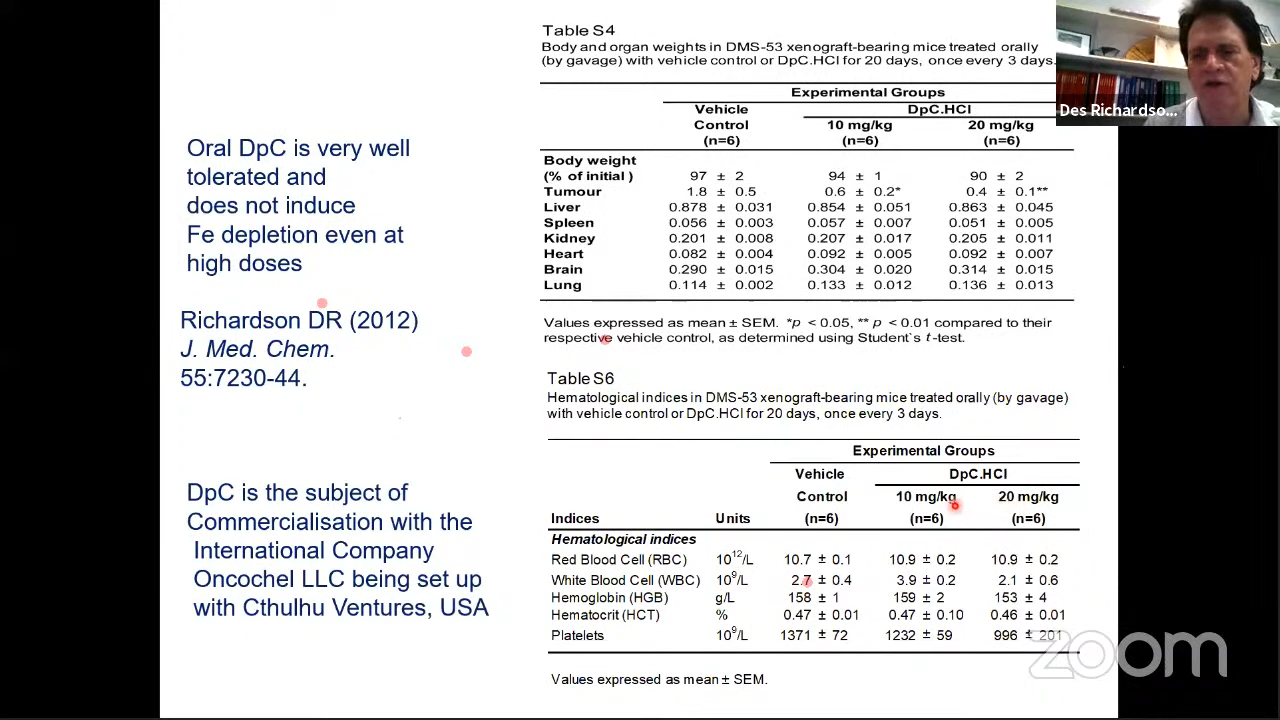 Oral DpC is very well
tolerated and
does not induce
Fe depletion even at
high doses
Richardson DR (2012)
J. Med. Chem.
55:7230-44.
DpC is the subject of
Commercialisation with the
International Company
Oncochel LLC being set up
with Cthulhu Ventures, USA
Table S4
Body and organ weights in DMS-53 xenograft-bearing mice treated orally
(by gavage) with vehicle control or DpC.HCl for 20 days, once every 3 days.
Experimental Groups
Vehicle DpC.HCl
Control 10 mg/kg 20 mg/kg
(n=6) (n=6) (n=6)
Body weight
(% of initial ) 97 ± 2 94 ± 1 90 ± 2
Tumour 1.8 ± 0.5 0.6 ± 0.2* 0.4 ± 0.1**
Liver 0.878 ± 0.031 0.854 ± 0.051 0.863 ± 0.045
Spleen 0.056 ± 0.003 0.057 ± 0.007 0.051 ± 0.005
Kidney 0.201 ± 0.008 0.207 ± 0.017 0.205 ± 0.011
Heart 0.082 ± 0.004 0.092 ± 0.005 0.092 ± 0.007
Brain 0.290 ± 0.015 0.304 ± 0.020 0.314 ± 0.015
Lung 0.114 ± 0.002 0.133 ± 0.012 0.136 ± 0.013
Values expressed as mean ± SEM. *p < 0.05, ** p < 0.01 compared to their
respective vehicle control, as determined using Student`s t-test.
Table S6
Hematological indices in DMS-53 xenograft-bearing mice treated orally (by gavage)
with vehicle control or DpC.HCl for 20 days, once every 3 days.
Experimental Groups
Vehicle DpC.HCl
Control 10 mg/kg 20 mg/kg
Indices Units (n=6) (n=6) (n=6)
Hematological indices
Red Blood Cell (RBC) 10^12/L 10.7 ± 0.1 10.9 ± 0.2 10.9 ± 0.2
White Blood Cell (WBC) 10^9/L 2.7 ± 0.4 3.9 ± 0.2 2.1 ± 0.6
Hemoglobin (HGB) g/L 158 ± 1 159 ± 2 153 ± 4
Hematocrit (HCT) % 0.47 ± 0.01 0.47 ± 0.10 0.46 ± 0.01
Platelets 10^9/L 1371 ± 72 1232 ± 59 996 ± 201
Values expressed as mean ± SEM.
Des Richardso...
zoom